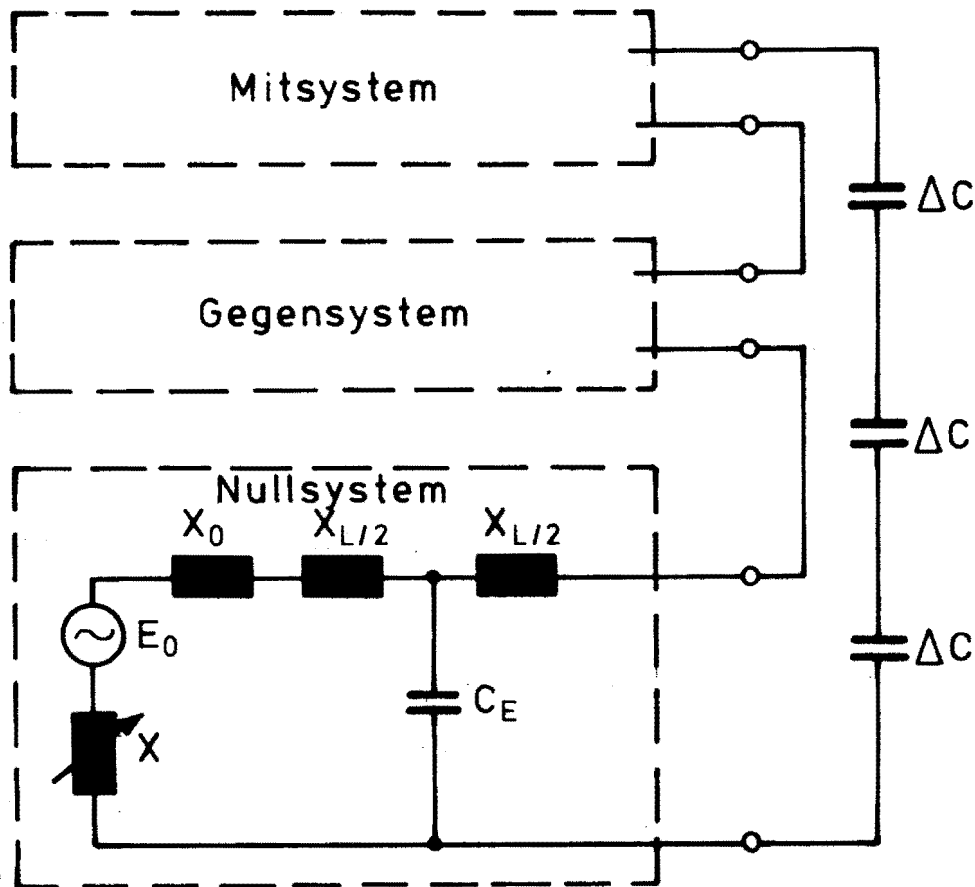 Mitsystem
ΔC
Gegensystem
ΔC
Nullsystem
X0
XL/2
XL/2
E0
ΔC
CE
X